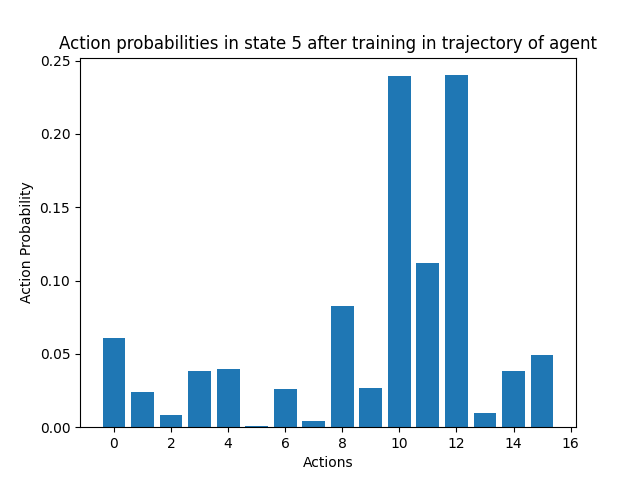 Action probabilities in state 5 after training in trajectory of agent
0.25
0.20
0.15
0.10
0.05
0.00
Action Probability
0 2 4 6 8 10 12 14 16
Actions